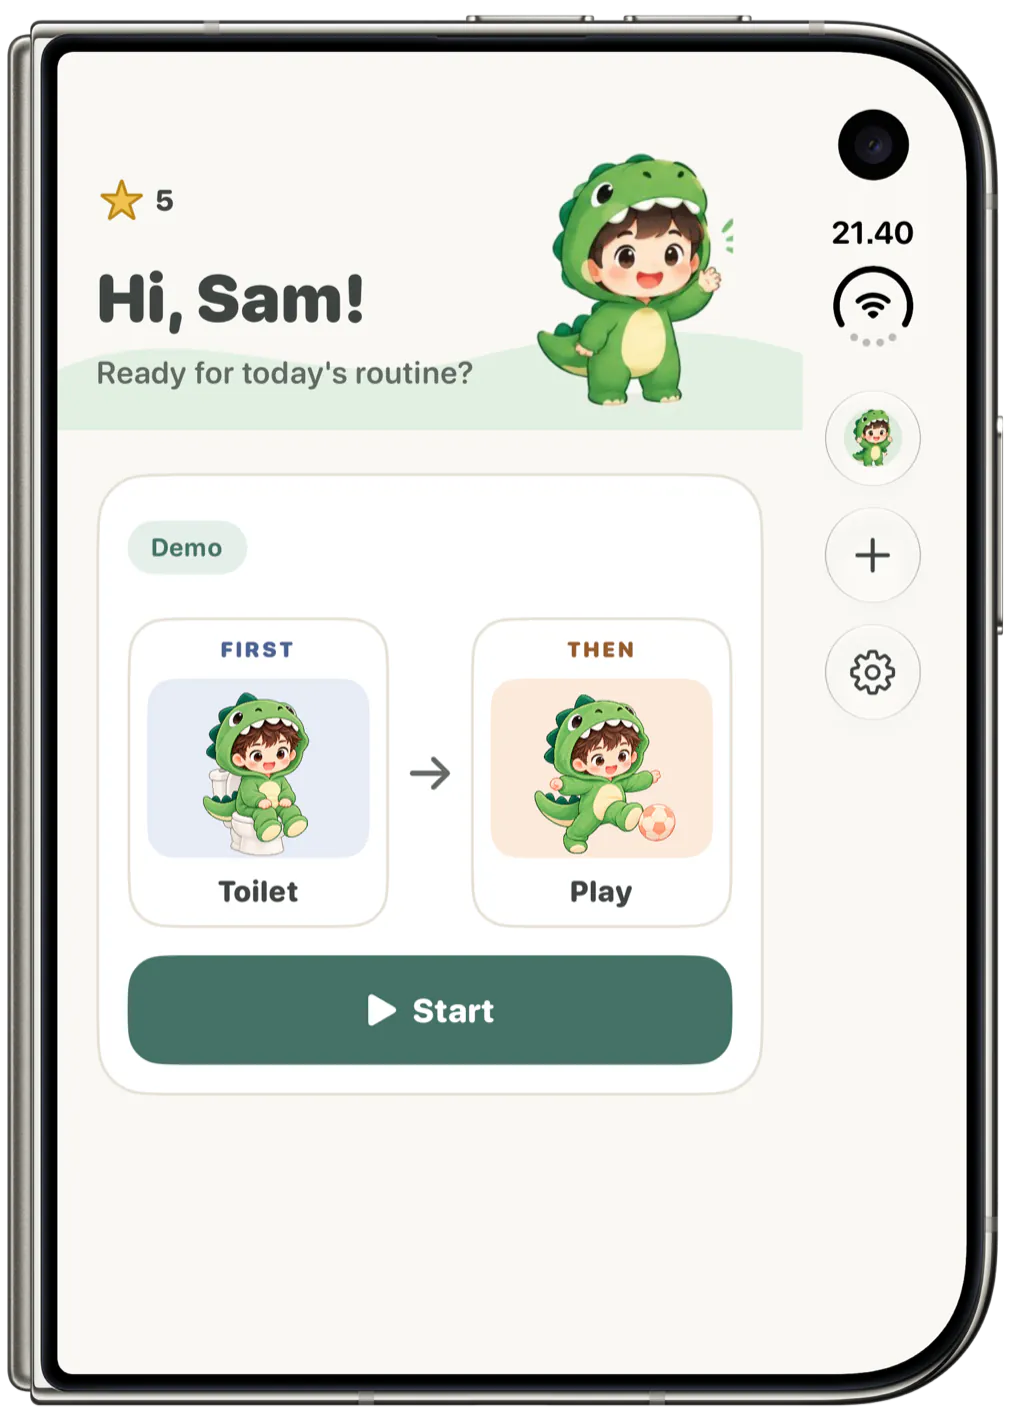 5
21.40
Hi, Sam!
Ready for today's routine?
Demo
FIRST
THEN
Toilet
Play
Start